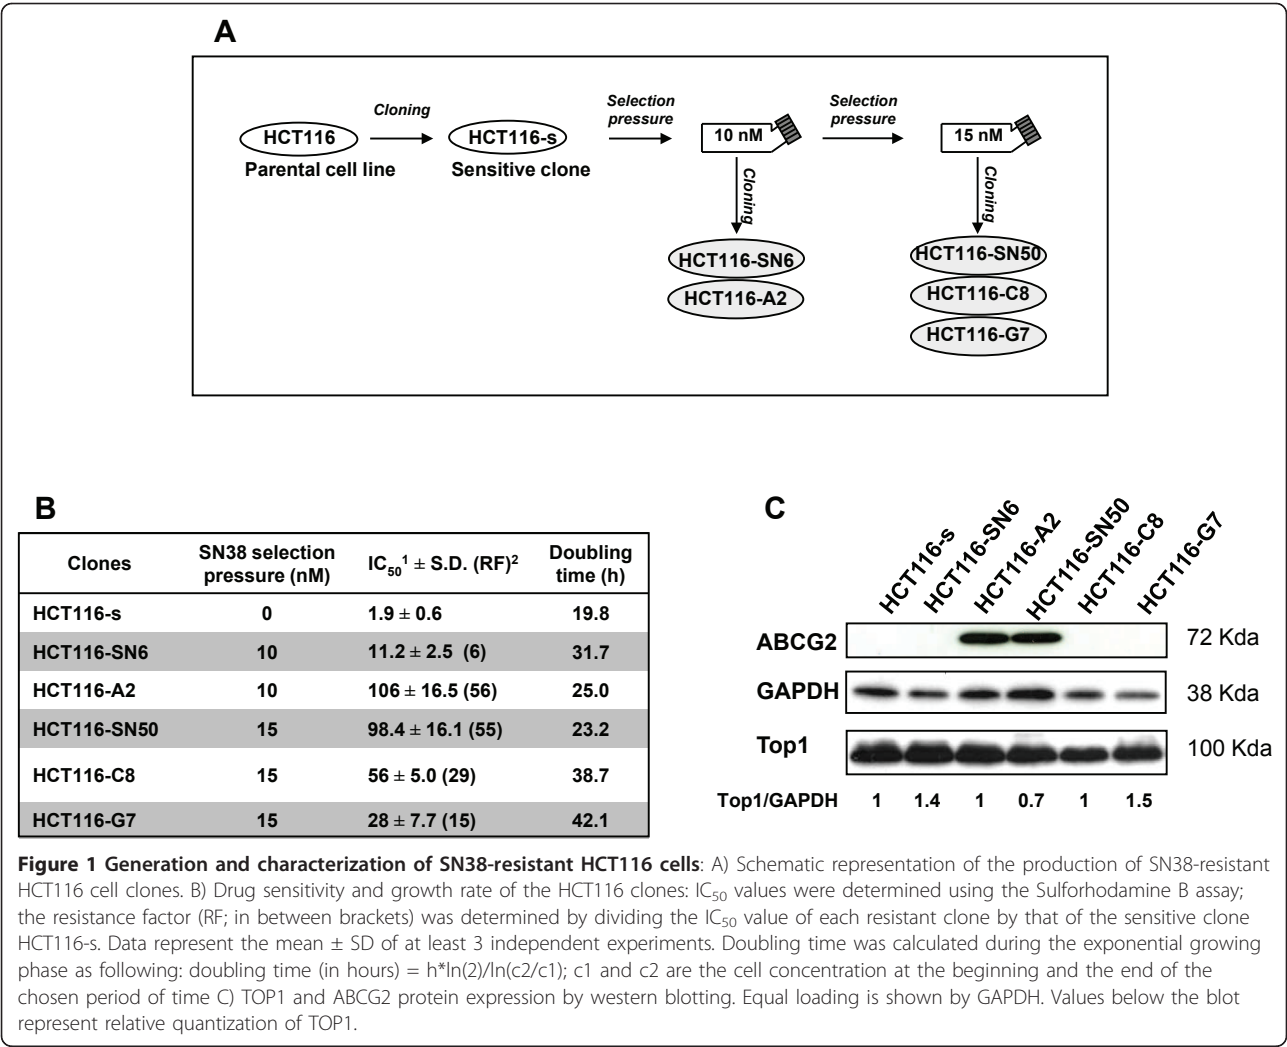 A
Cloning
Selection
pressure
Selection
pressure
HCT116
HCT116-s
10 nM
15 nM
Parental cell line
Sensitive clone
Cloning
Cloning
HCT116-SN6
HCT116-A2
HCT116-SN50
HCT116-C8
HCT116-G7
B
Clones SN38 selection pressure (nM) IC50¹ ± S.D. (RF)² Doubling time (h)
HCT116-s 0 1.9 ± 0.6 19.8
HCT116-SN6 10 11.2 ± 2.5 (6) 31.7
HCT116-A2 10 106 ± 16.5 (56) 25.0
HCT116-SN50 15 98.4 ± 16.1 (55) 23.2
HCT116-C8 15 56 ± 5.0 (29) 38.7
HCT116-G7 15 28 ± 7.7 (15) 42.1
C
HCT116-s
HCT116-SN6
HCT116-A2
HCT116-SN50
HCT116-C8
HCT116-G7
ABCG2 72 Kda
GAPDH 38 Kda
Top1 100 Kda
Top1/GAPDH 1 1.4 1 0.7 1 1.5
Figure 1 Generation and characterization of SN38-resistant HCT116 cells: A) Schematic representation of the production of SN38-resistant
HCT116 cell clones. B) Drug sensitivity and growth rate of the HCT116 clones: IC50 values were determined using the Sulforhodamine B assay;
the resistance factor (RF; in between brackets) was determined by dividing the IC50 value of each resistant clone by that of the sensitive clone
HCT116-s. Data represent the mean ± SD of at least 3 independent experiments. Doubling time was calculated during the exponential growing
phase as following: doubling time (in hours) = h*ln(2)/ln(c2/c1); c1 and c2 are the cell concentration at the beginning and the end of the
chosen period of time C) TOP1 and ABCG2 protein expression by western blotting. Equal loading is shown by GAPDH. Values below the blot
represent relative quantization of TOP1.